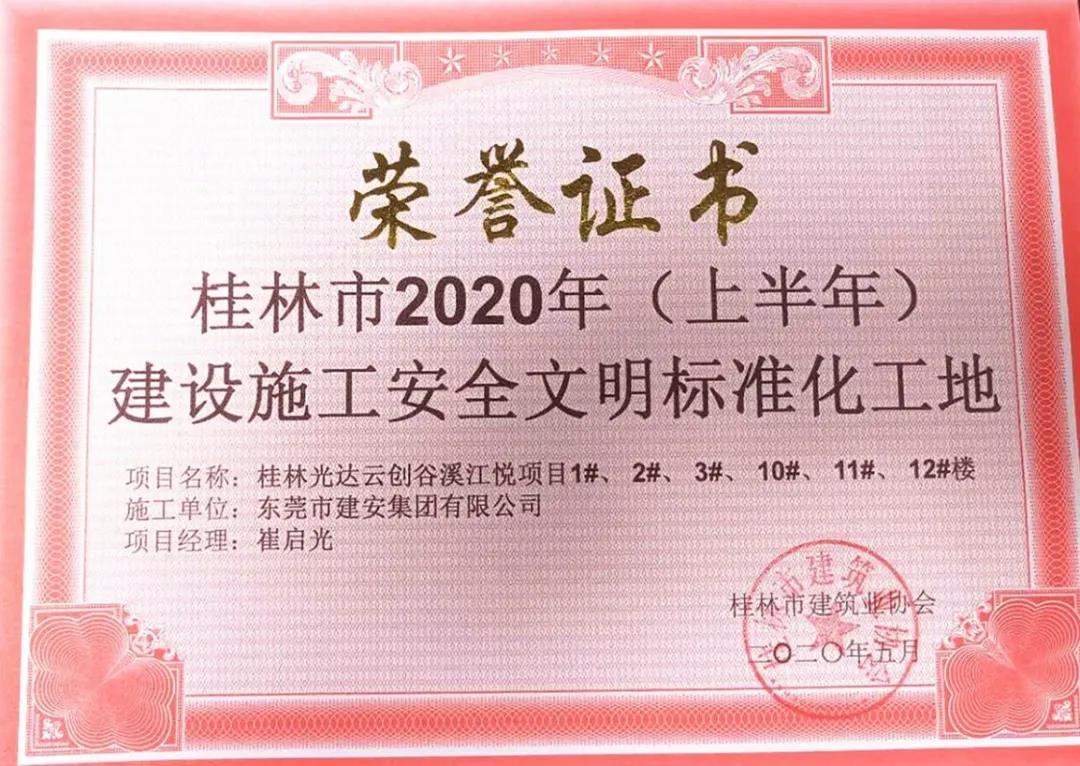 荣誉证书
桂林市2020年（上半年）
建设施工安全文明标准化工地
项目名称：桂林光达云创谷溪江悦项目1#、2#、3#、10#、11#、12#楼
施工单位：东莞市建安集团有限公司
项目经理：崔启光
桂林市建筑业协会
二〇二〇年五月